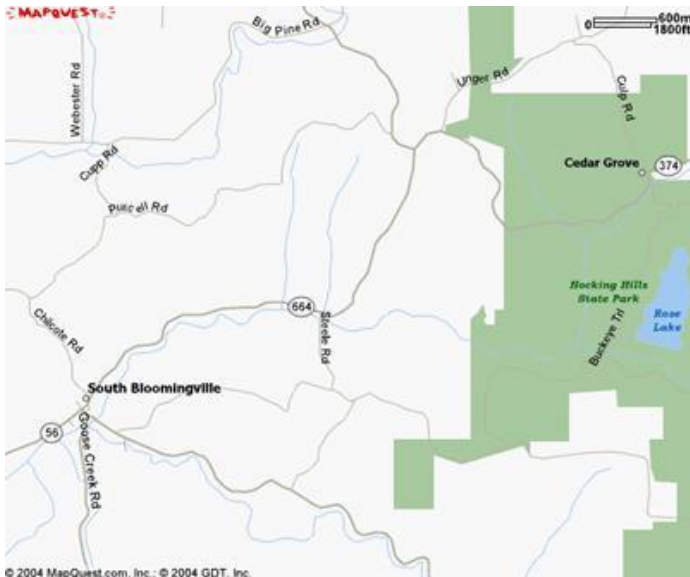 MAPQUEST
Big Pine Rd
0 600m
1800ft
Webester Rd
Unger Rd
Culp Rd
Cupp Rd
Cedar Grove
374
Purcell Rd
Hocking Hills
State Park
Rose
Lake
664
Steele Rd
Buckeye Trl
Chilcote Rd
South Bloomingville
56
Goose Creek Rd
© 2004 MapQuest.com, Inc.; © 2004 GDT, Inc.